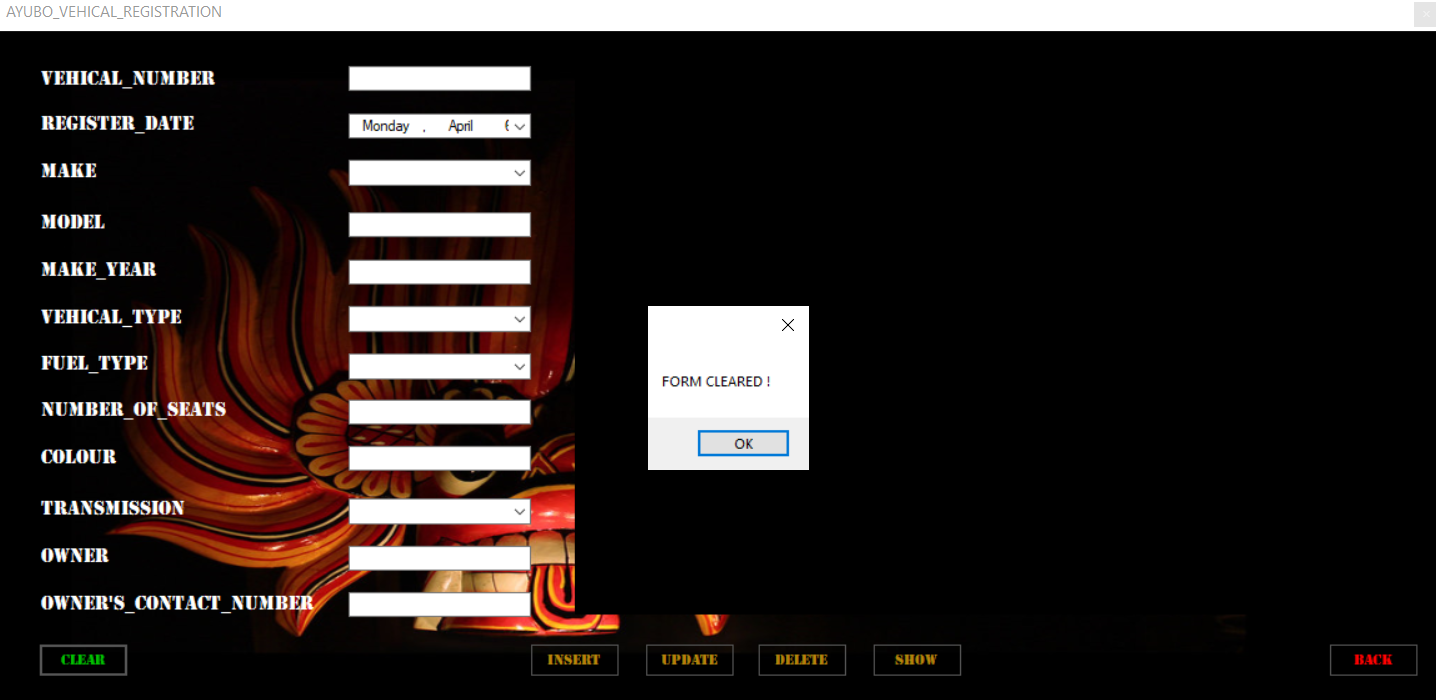 AYUBO_VEHICAL_REGISTRATION
VEHICAL_NUMBER
REGISTER_DATE
Monday , April 6
MAKE
MODEL
MAKE_YEAR
VEHICAL_TYPE
FUEL_TYPE
NUMBER_OF_SEATS
COLOUR
TRANSMISSION
OWNER
OWNER'S_CONTACT_NUMBER
FORM CLEARED !
OK
CLEAR
INSERT
UPDATE
DELETE
SHOW
BACK